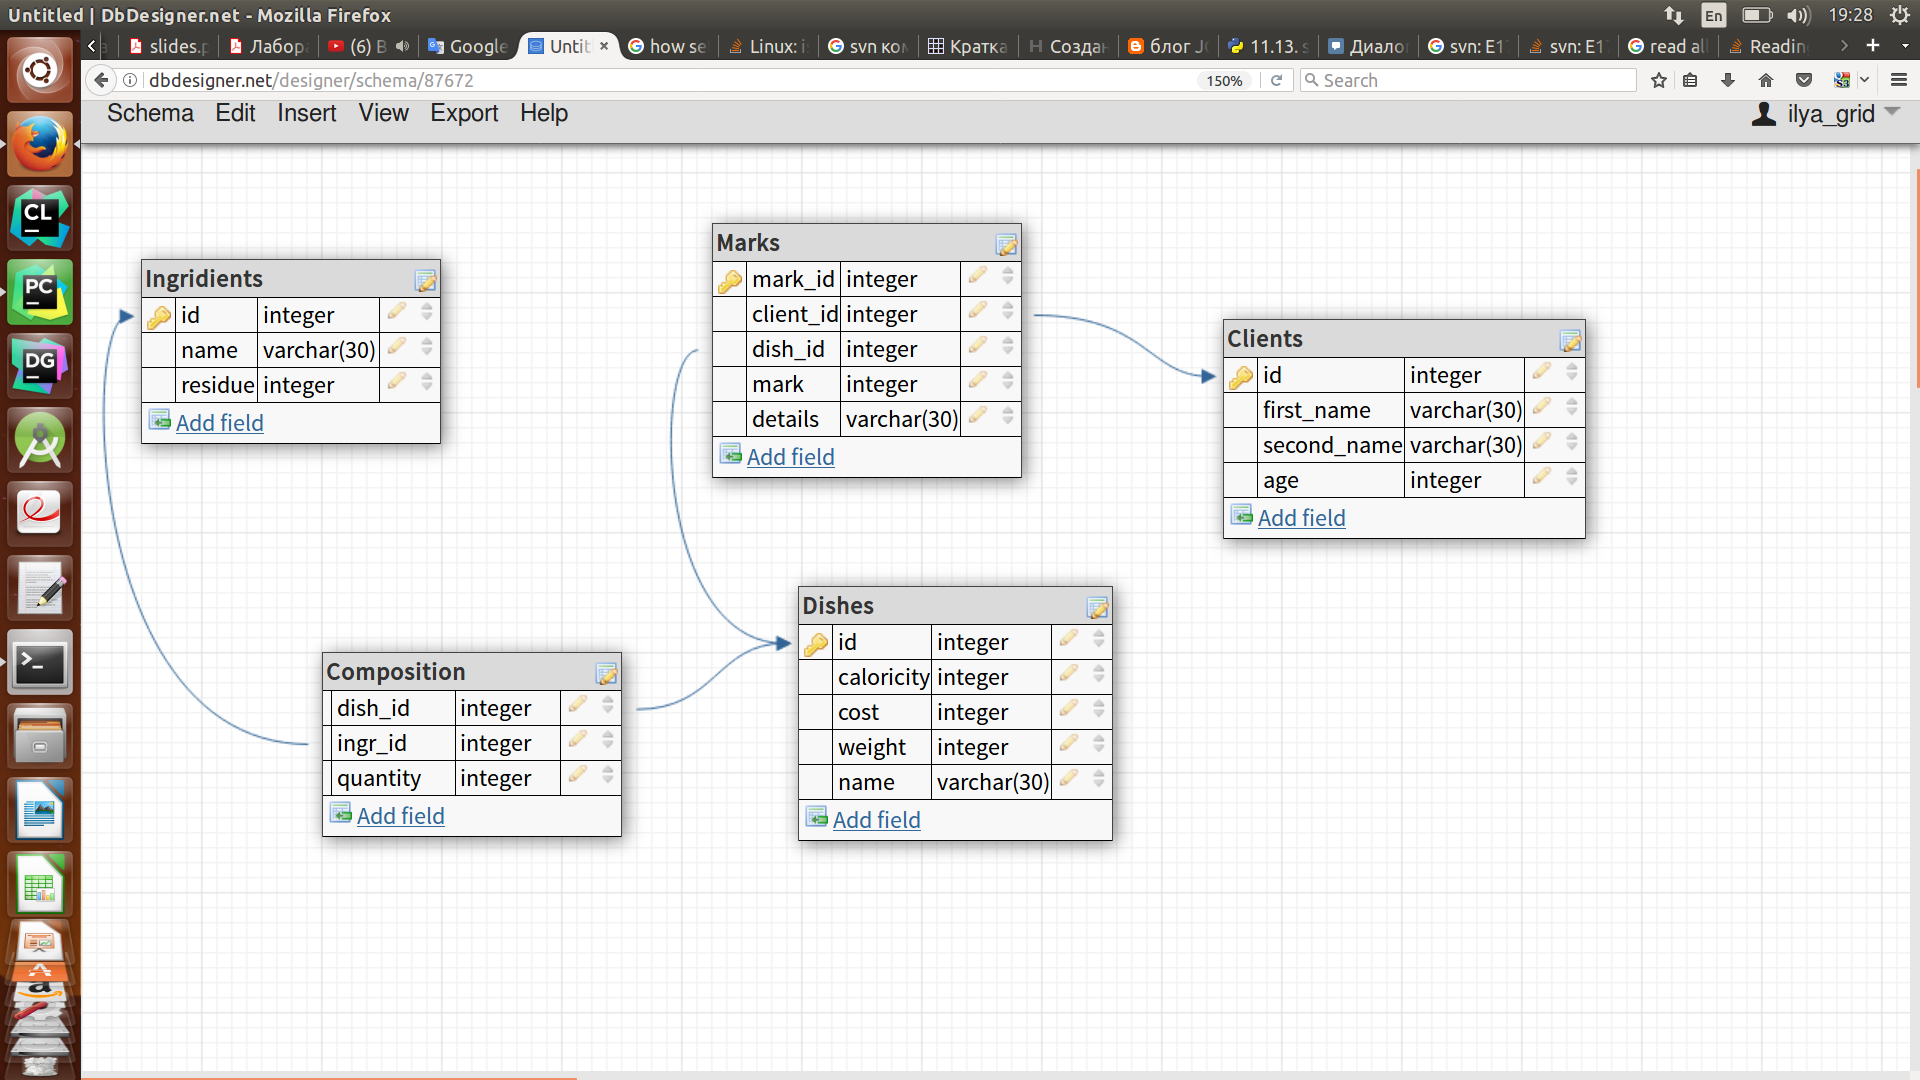 Untitled | DbDesigner.net - Mozilla Firefox
En
19:28
slides.p
Лабор
(6) B
Google
Untit
how se
Linux: i
svn ко
Кратка
Создан
блог J
11.13. s
Диало
svn: E1
svn: E1
read al
Readin
dbdesigner.net/designer/schema/87672
150%
Search
Schema Edit Insert View Export Help
ilya_grid
Ingridients
id integer
name varchar(30)
residue integer
Add field
Marks
mark_id integer
client_id integer
dish_id integer
mark integer
details varchar(30)
Add field
Clients
id integer
first_name varchar(30)
second_name varchar(30)
age integer
Add field
Composition
dish_id integer
ingr_id integer
quantity integer
Add field
Dishes
id integer
caloricity integer
cost integer
weight integer
name varchar(30)
Add field
CL
PC
DG